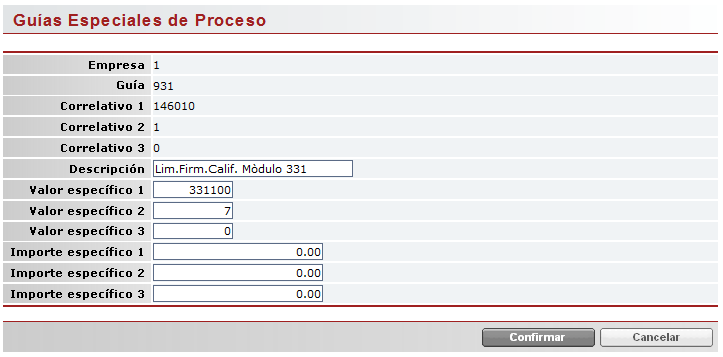 Guías Especiales de Proceso
Empresa 1
Guía 931
Correlativo 1 146010
Correlativo 2 1
Correlativo 3 0
Descripción Lim.Firm.Calif. Mòdulo 331
Valor específico 1 331100
Valor específico 2 7
Valor específico 3 0
Importe específico 1 0.00
Importe específico 2 0.00
Importe específico 3 0.00
Confirmar Cancelar